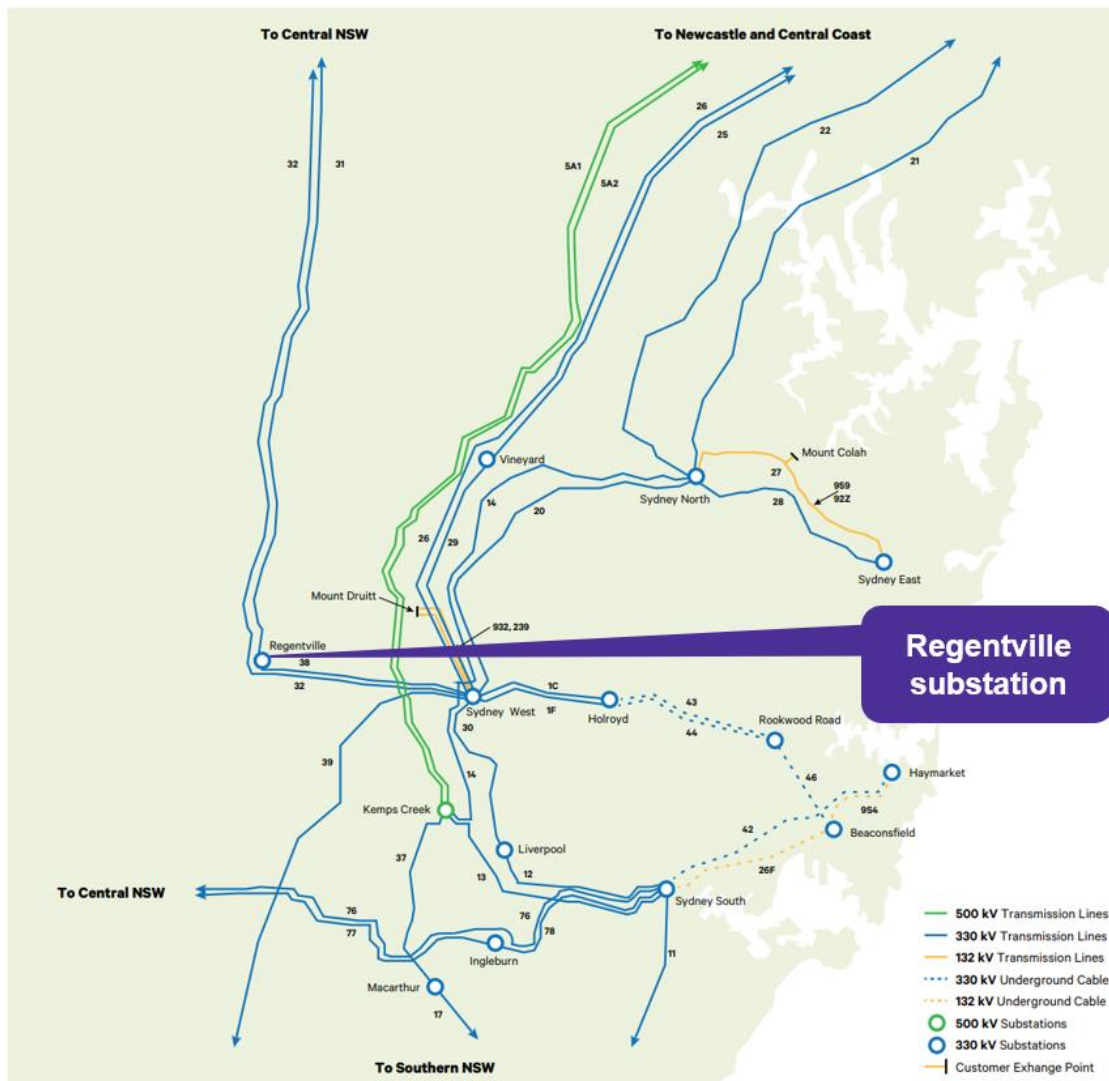 To Central NSW
To Newcastle and Central Coast
26
25
22
21
32
31
5A1
5A2
Vineyard
Mount Colah
14
20
Sydney North
27
28
959
92Z
26
29
Sydney East
Mount Druitt
932, 239
Regentville
38
32
Regentville
substation
Sydney West
30
1C
1F
Holroyd
43
44
Rookwood Road
Haymarket
39
14
46
9S4
Kemps Creek
42
Beaconsfield
37
Liverpool
13
12
26F
Sydney South
To Central NSW
76
77
76
78
Ingleburn
11
Macarthur
17
To Southern NSW
500 kV Transmission Lines
330 kV Transmission Lines
132 kV Transmission Lines
330 kV Underground Cable
132 kV Underground Cable
500 kV Substations
330 kV Substations
Customer Exhange Point